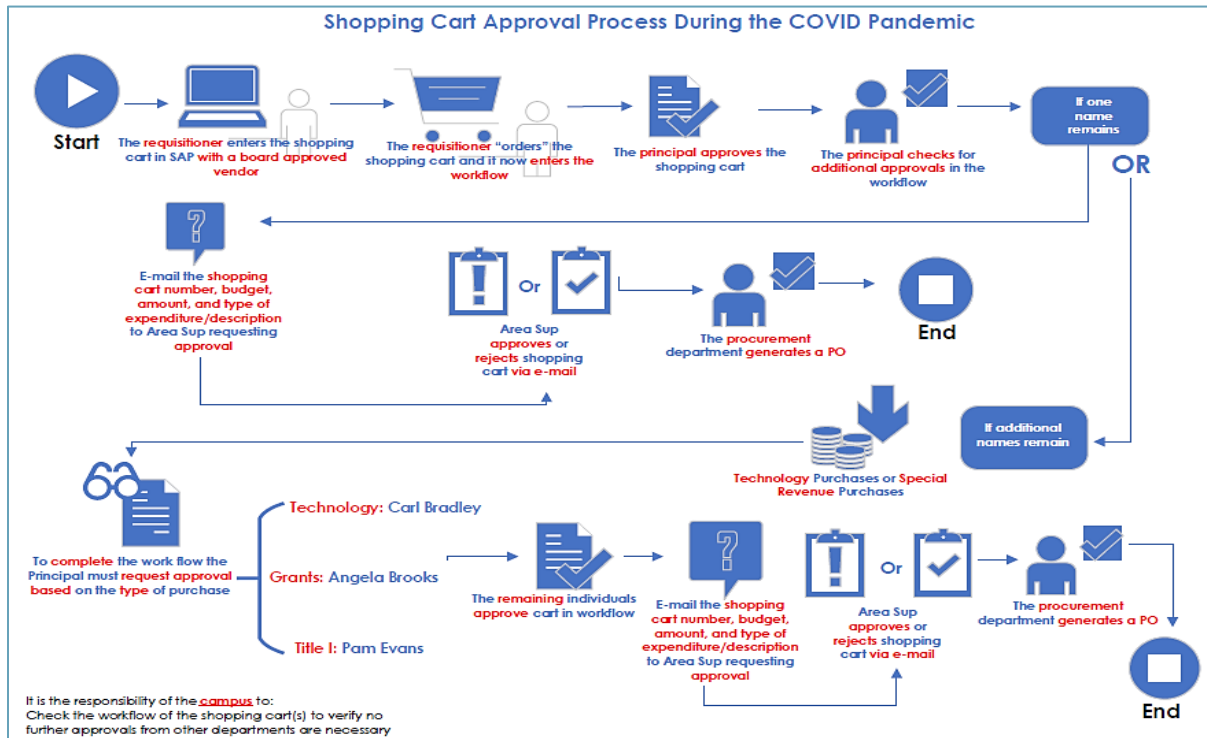 Shopping Cart Approval Process During the COVID Pandemic
Start
The requisitioner enters the shopping
cart in SAP with a board approved
vendor
The requisitioner “orders” the
shopping cart and it now enters the
workflow
The principal approves the
shopping cart
The principal checks for
additional approvals in the
workflow
If one
name
remains
OR
?
E-mail the shopping
cart number, budget,
amount, and type of
expenditure/description
to Area Sup requesting
approval
!
Or
Area Sup
approves or
rejects shopping
cart via e-mail
The procurement
department generates a PO
End
If additional
names remain
Technology Purchases or Special
Revenue Purchases
To complete the work flow the
Principal must request approval
based on the type of purchase
Technology: Carl Bradley
Grants: Angela Brooks
Title I: Pam Evans
The remaining individuals
approve cart in workflow
?
E-mail the shopping
cart number, budget,
amount, and type of
expenditure/description
to Area Sup requesting
approval
!
Or
Area Sup
approves or
rejects shopping
cart via e-mail
The procurement
department generates a PO
End
It is the responsibility of the campus to:
Check the workflow of the shopping cart(s) to verify no
further approvals from other departments are necessary